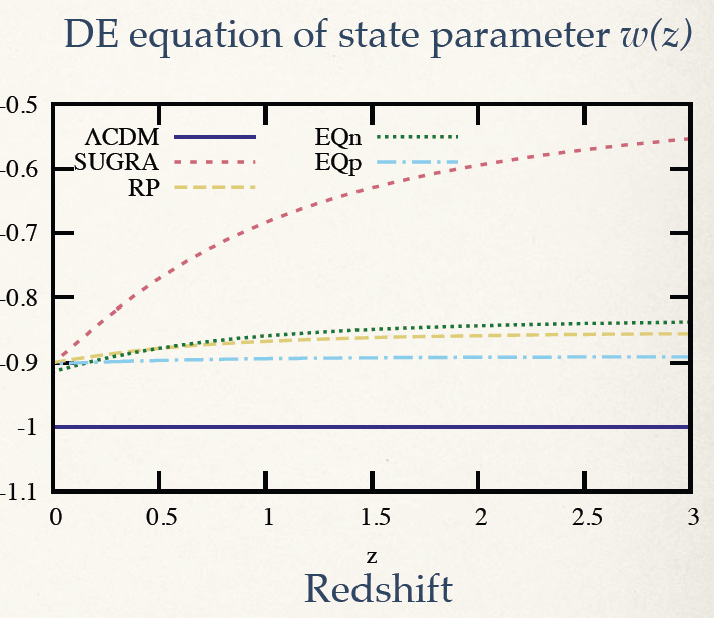 DE equation of state parameter w(z)
-0.5
ΛCDM
EQn
SUGRA
EQp
RP
-0.6
-0.7
-0.8
-0.9
-1
-1.1
0 0.5 1 1.5 2 2.5 3
z
Redshift